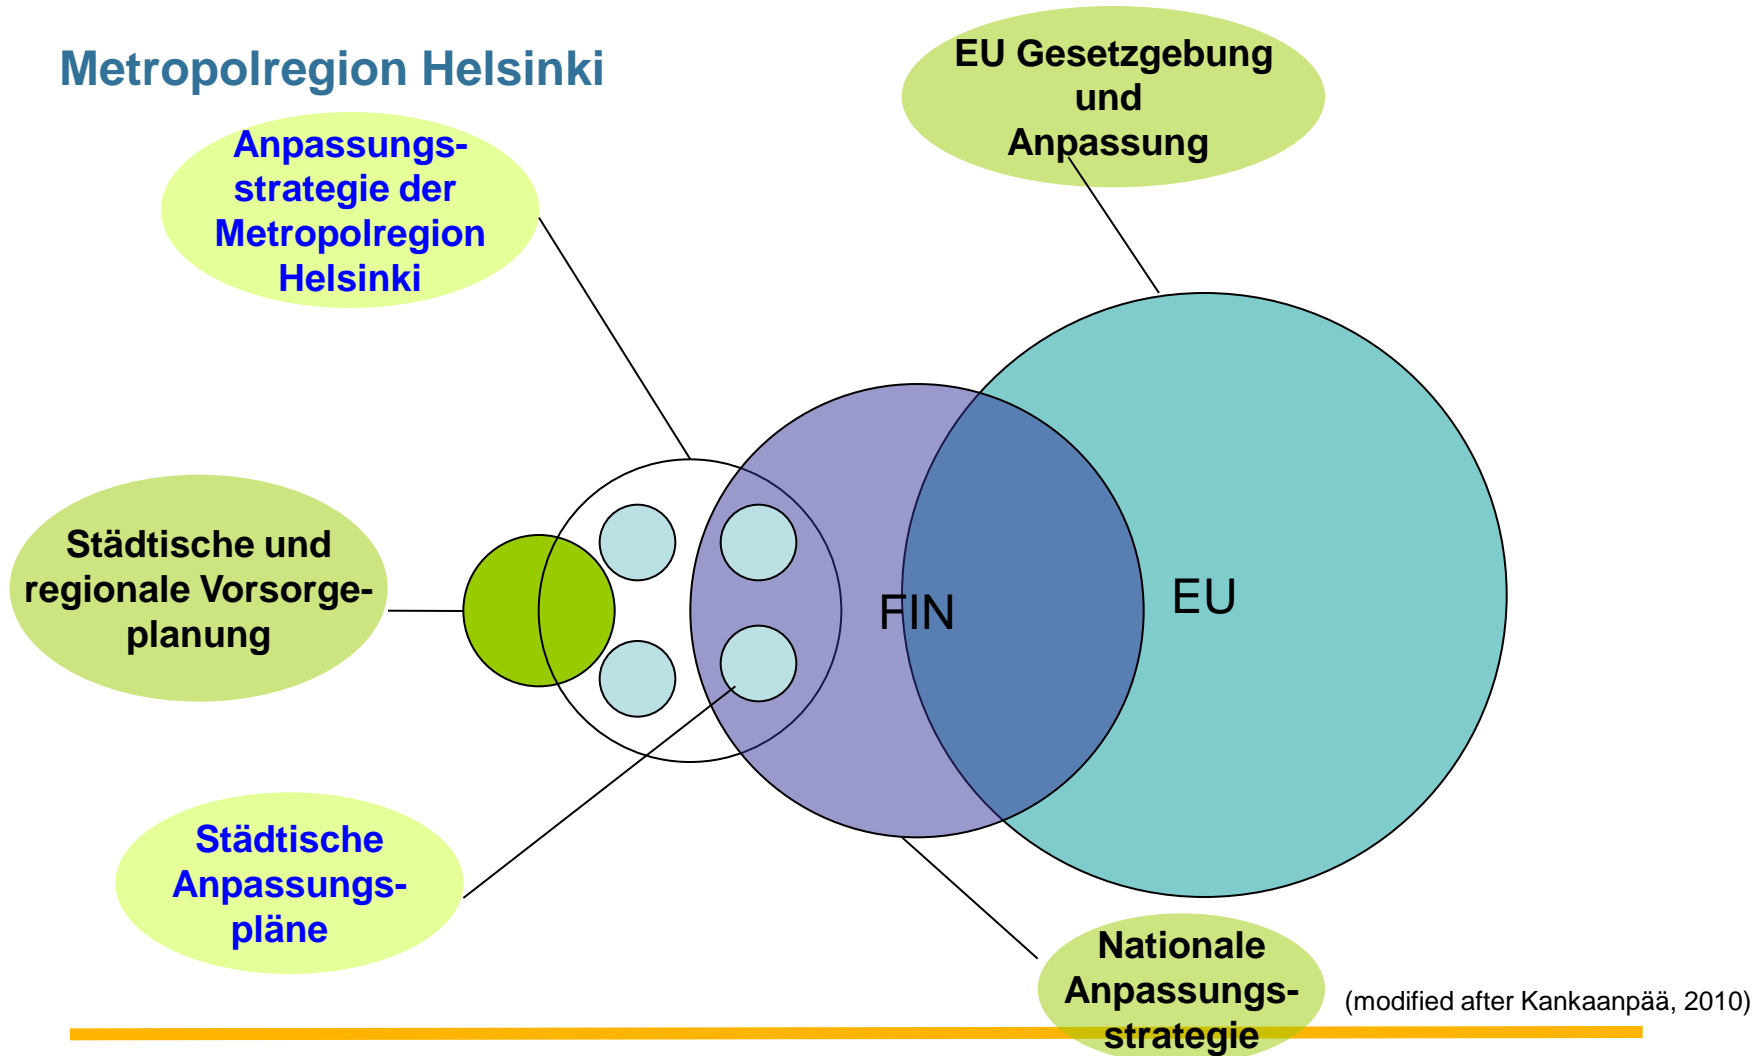 Metropolregion Helsinki
EU Gesetzgebung
und
Anpassung
Anpassungs-
strategie der
Metropolregion
Helsinki
Städtische und
regionale Vorsorge-
planung
FIN
EU
Städtische
Anpassungs-
pläne
Nationale
Anpassungs-
strategie
(modified after Kankaanpää, 2010)